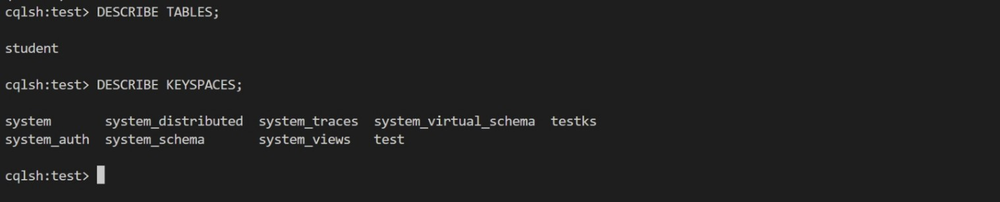 cqlsh:test> DESCRIBE TABLES;
student
cqlsh:test> DESCRIBE KEYSPACES;
system       system_distributed  system_traces  system_virtual_schema  testks
system_auth  system_schema       system_views   test
cqlsh:test>